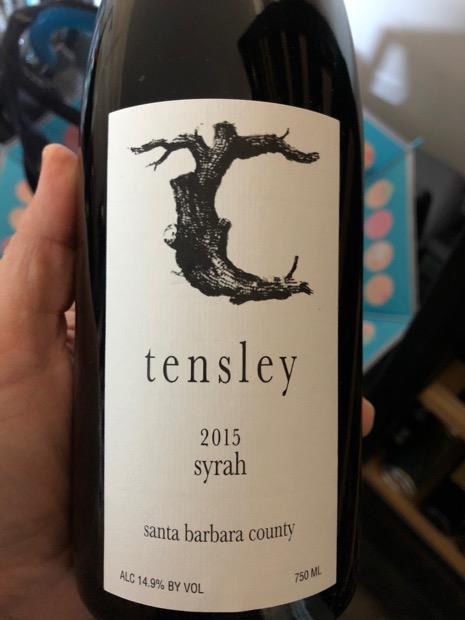 tensley
2015
syrah
santa barbara county
ALC 14.9% BY VOL 750 ML